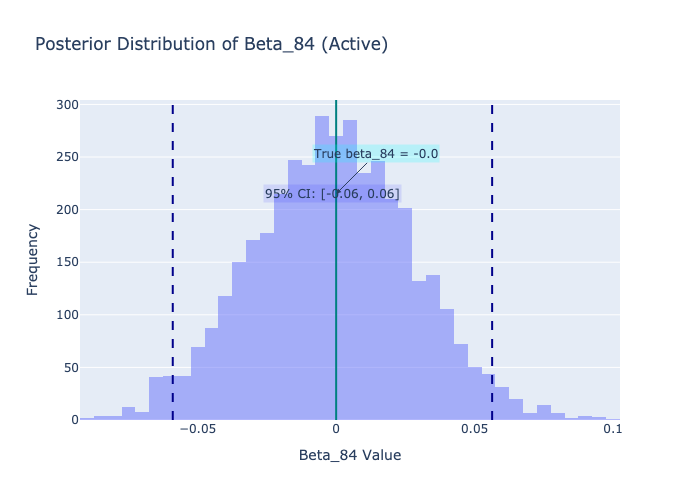 Posterior Distribution of Beta_84 (Active)
300
250
200
150
100
50
0
Frequency
True beta_84 = -0.0
95% CI: [-0.06, 0.06]
−0.05
0
0.05
0.1
Beta_84 Value